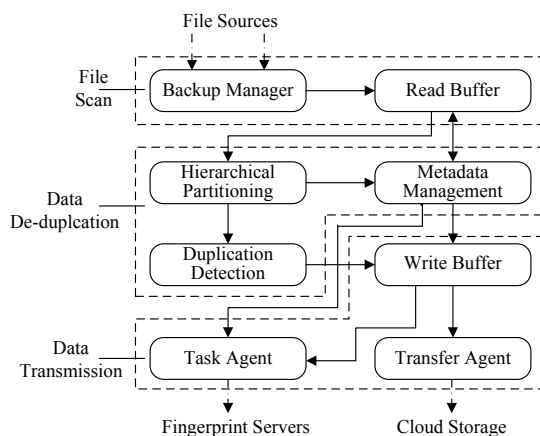 File Sources
File
Scan
Backup Manager
Read Buffer
Data
De-duplcation
Hierarchical
Partitioning
Metadata
Management
Duplication
Detection
Write Buffer
Data
Transmission
Task Agent
Transfer Agent
Fingerprint Servers
Cloud Storage